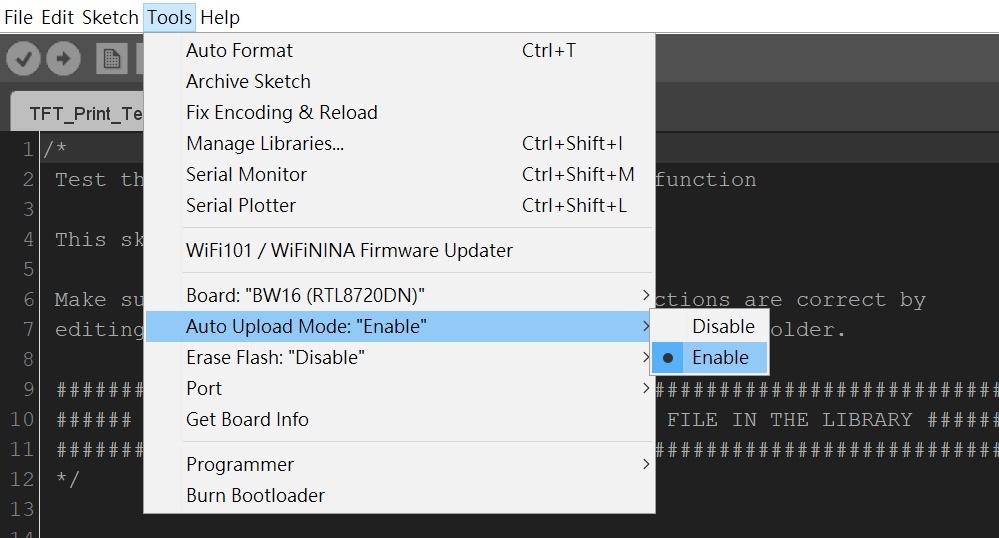 File Edit Sketch Tools Help
Auto Format Ctrl+T
Archive Sketch
Fix Encoding & Reload
Manage Libraries... Ctrl+Shift+I
Serial Monitor Ctrl+Shift+M
Serial Plotter Ctrl+Shift+L
WiFi101 / WiFiNINA Firmware Updater
Board: "BW16 (RTL8720DN)"
Auto Upload Mode: "Enable"
Disable
Enable
Erase Flash: "Disable"
Port
Get Board Info
Programmer
Burn Bootloader
TFT_Print_Te
1 /*
2 Test th function
3
4 This sk
5
6 Make su ctions are correct by
7 editing older.
8
9 ####### #############################
10 ###### FILE IN THE LIBRARY ######
11 ####### #############################
12 */
13
14